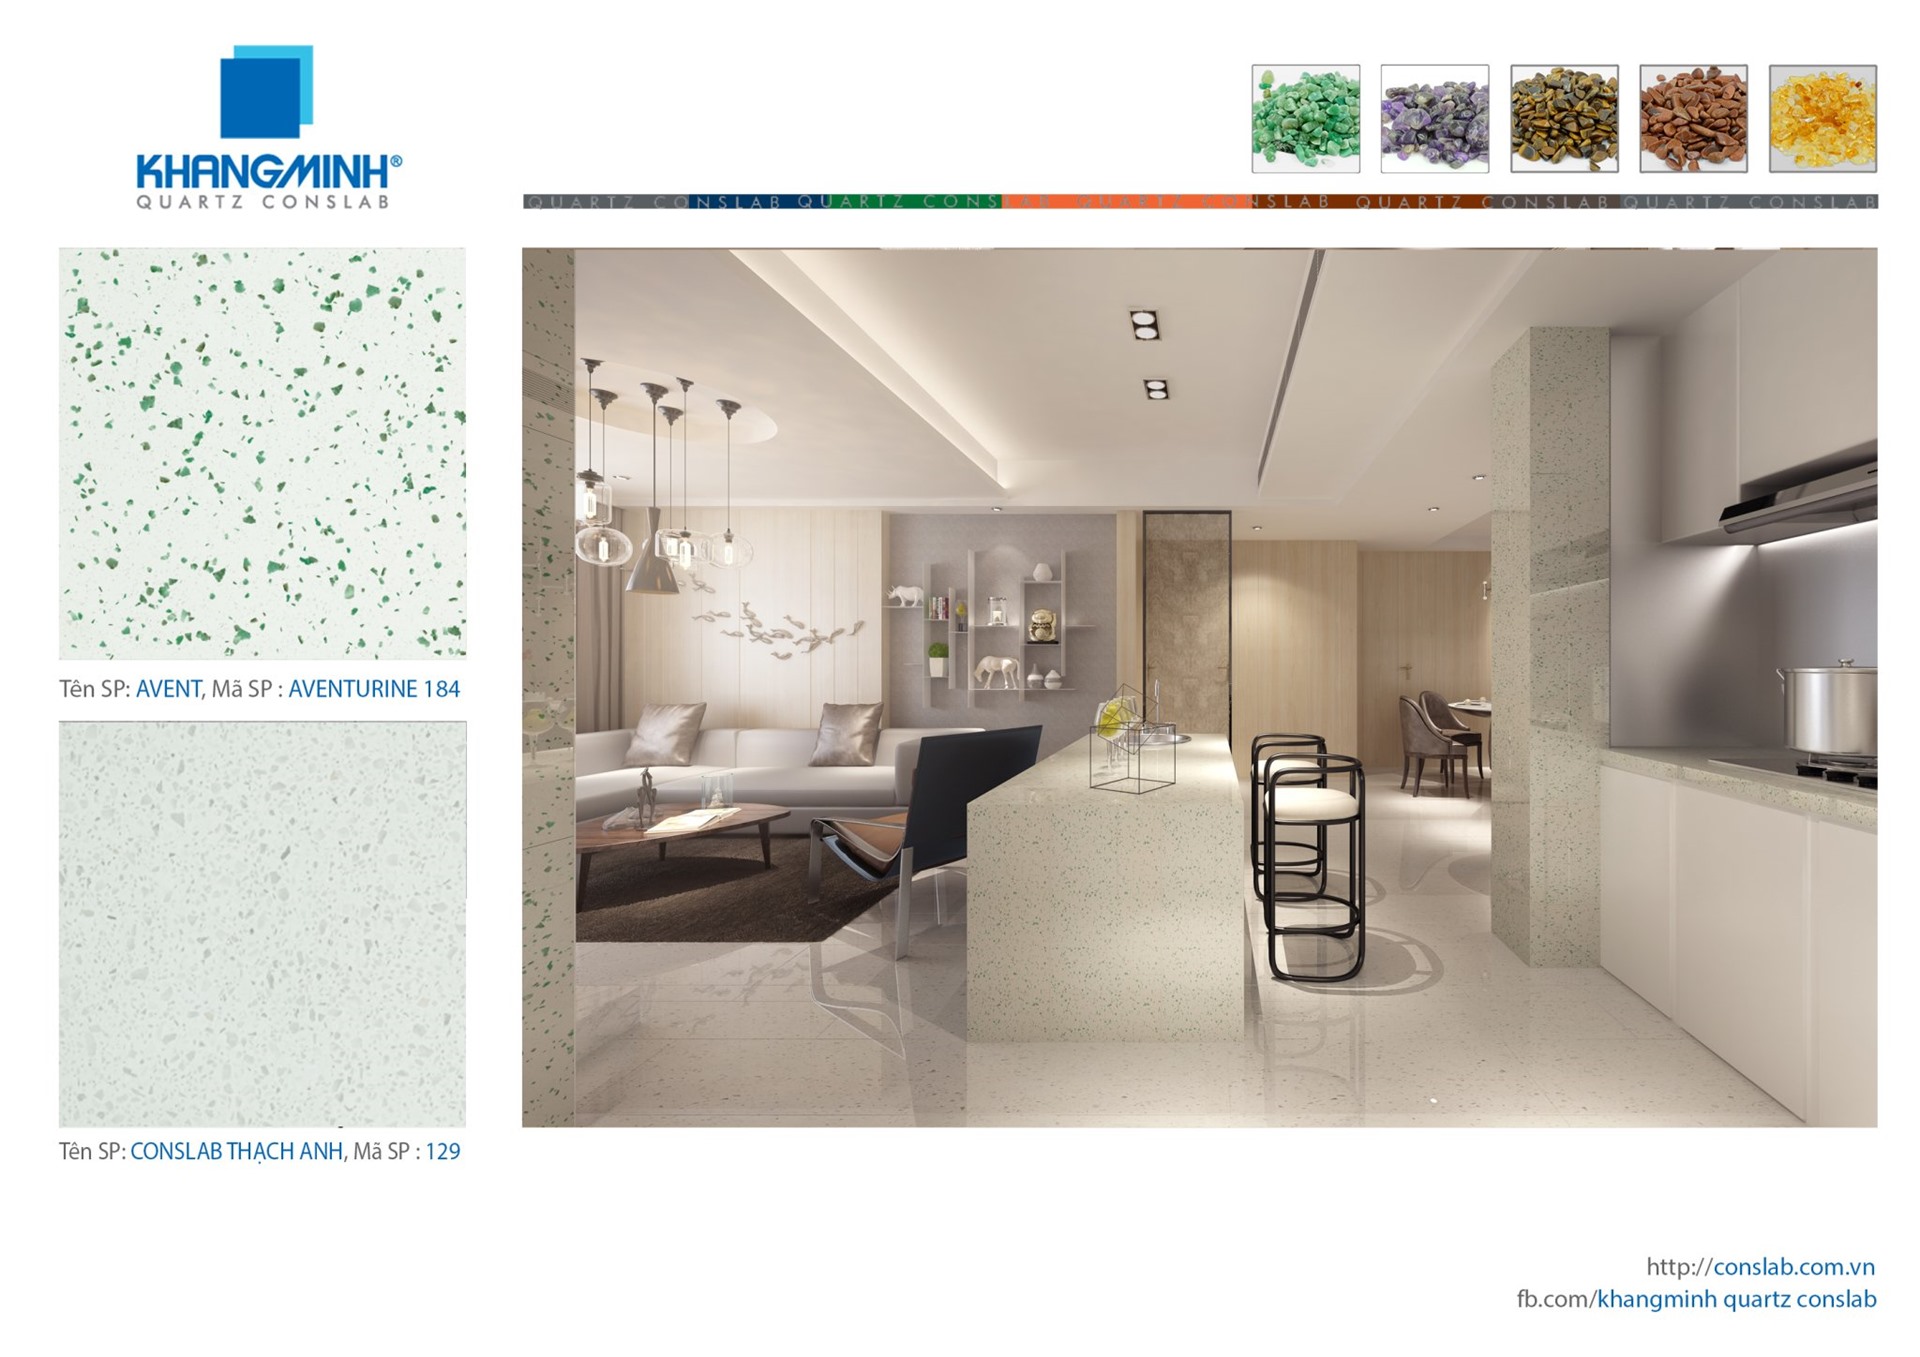 KHANGMINH®
QUARTZ CONSLAB
QUARTZ CONSLAB QUARTZ CONSLAB QUARTZ CONSLAB QUARTZ CONSLAB QUARTZ CONSLAB
Tên SP: AVENT, Mã SP : AVENTURINE 184
Tên SP: CONSLAB THẠCH ANH, Mã SP : 129
http://conslab.com.vn
fb.com/khangminh quartz conslab